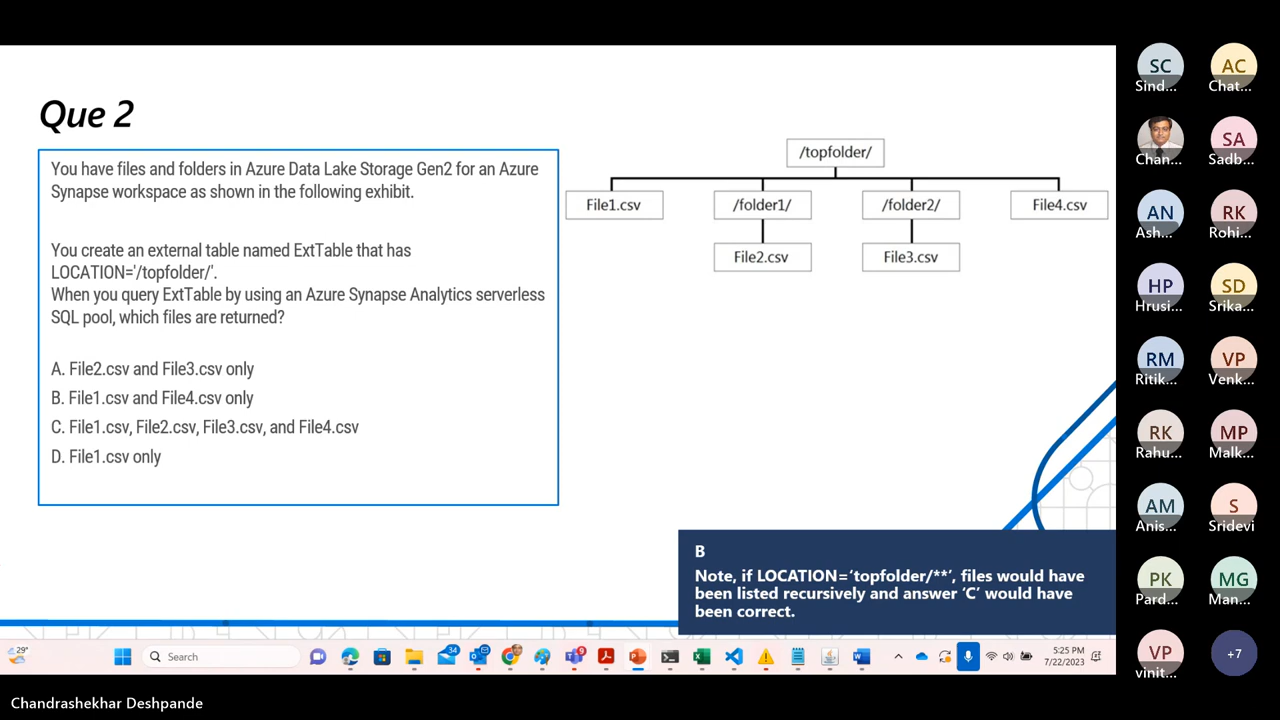 Que 2
You have files and folders in Azure Data Lake Storage Gen2 for an Azure
Synapse workspace as shown in the following exhibit.
You create an external table named ExtTable that has
LOCATION='/topfolder/'.
When you query ExtTable by using an Azure Synapse Analytics serverless
SQL pool, which files are returned?
A. File2.csv and File3.csv only
B. File1.csv and File4.csv only
C. File1.csv, File2.csv, File3.csv, and File4.csv
D. File1.csv only
/topfolder/
File1.csv
/folder1/
/folder2/
File4.csv
File2.csv
File3.csv
B
Note, if LOCATION='topfolder/**', files would have
been listed recursively and answer 'C' would have
been correct.
SC
Sind...
AC
Chat...
Chan...
SA
Sadb...
AN
Ash...
RK
Rohi...
HP
Hrusi...
SD
Srika...
RM
Ritik...
VP
Venk...
RK
Rahu...
MP
Malk...
AM
Anis...
S
Sridevi
PK
Pard...
MG
Man...
VP
vinit...
+7
29°
Search
34
9
5:25 PM
7/22/2023
Chandrashekhar Deshpande